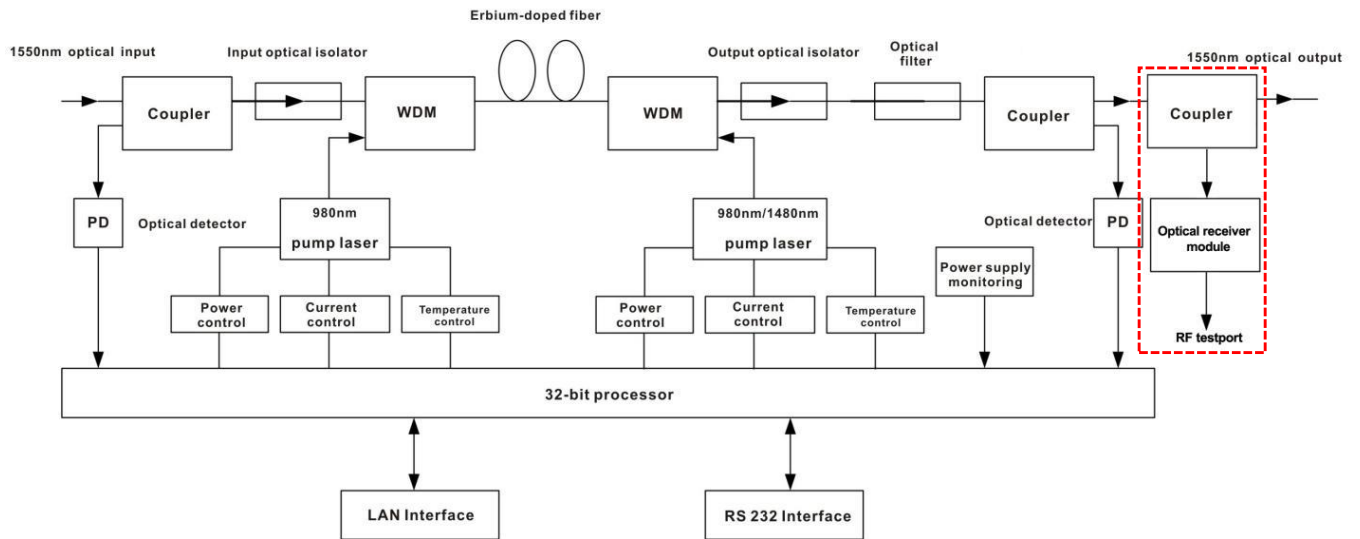 Erbium-doped fiber
1550nm optical input
Input optical isolator
Output optical isolator
Optical
filter
1550nm optical output
Coupler
WDM
WDM
Coupler
Coupler
PD
Optical detector
980nm
pump laser
980nm/1480nm
pump laser
Optical detector
PD
Optical receiver
module
Power supply
monitoring
Power
control
Current
control
Temperature
control
Power
control
Current
control
Temperature
control
RF testport
32-bit processor
LAN Interface
RS 232 Interface